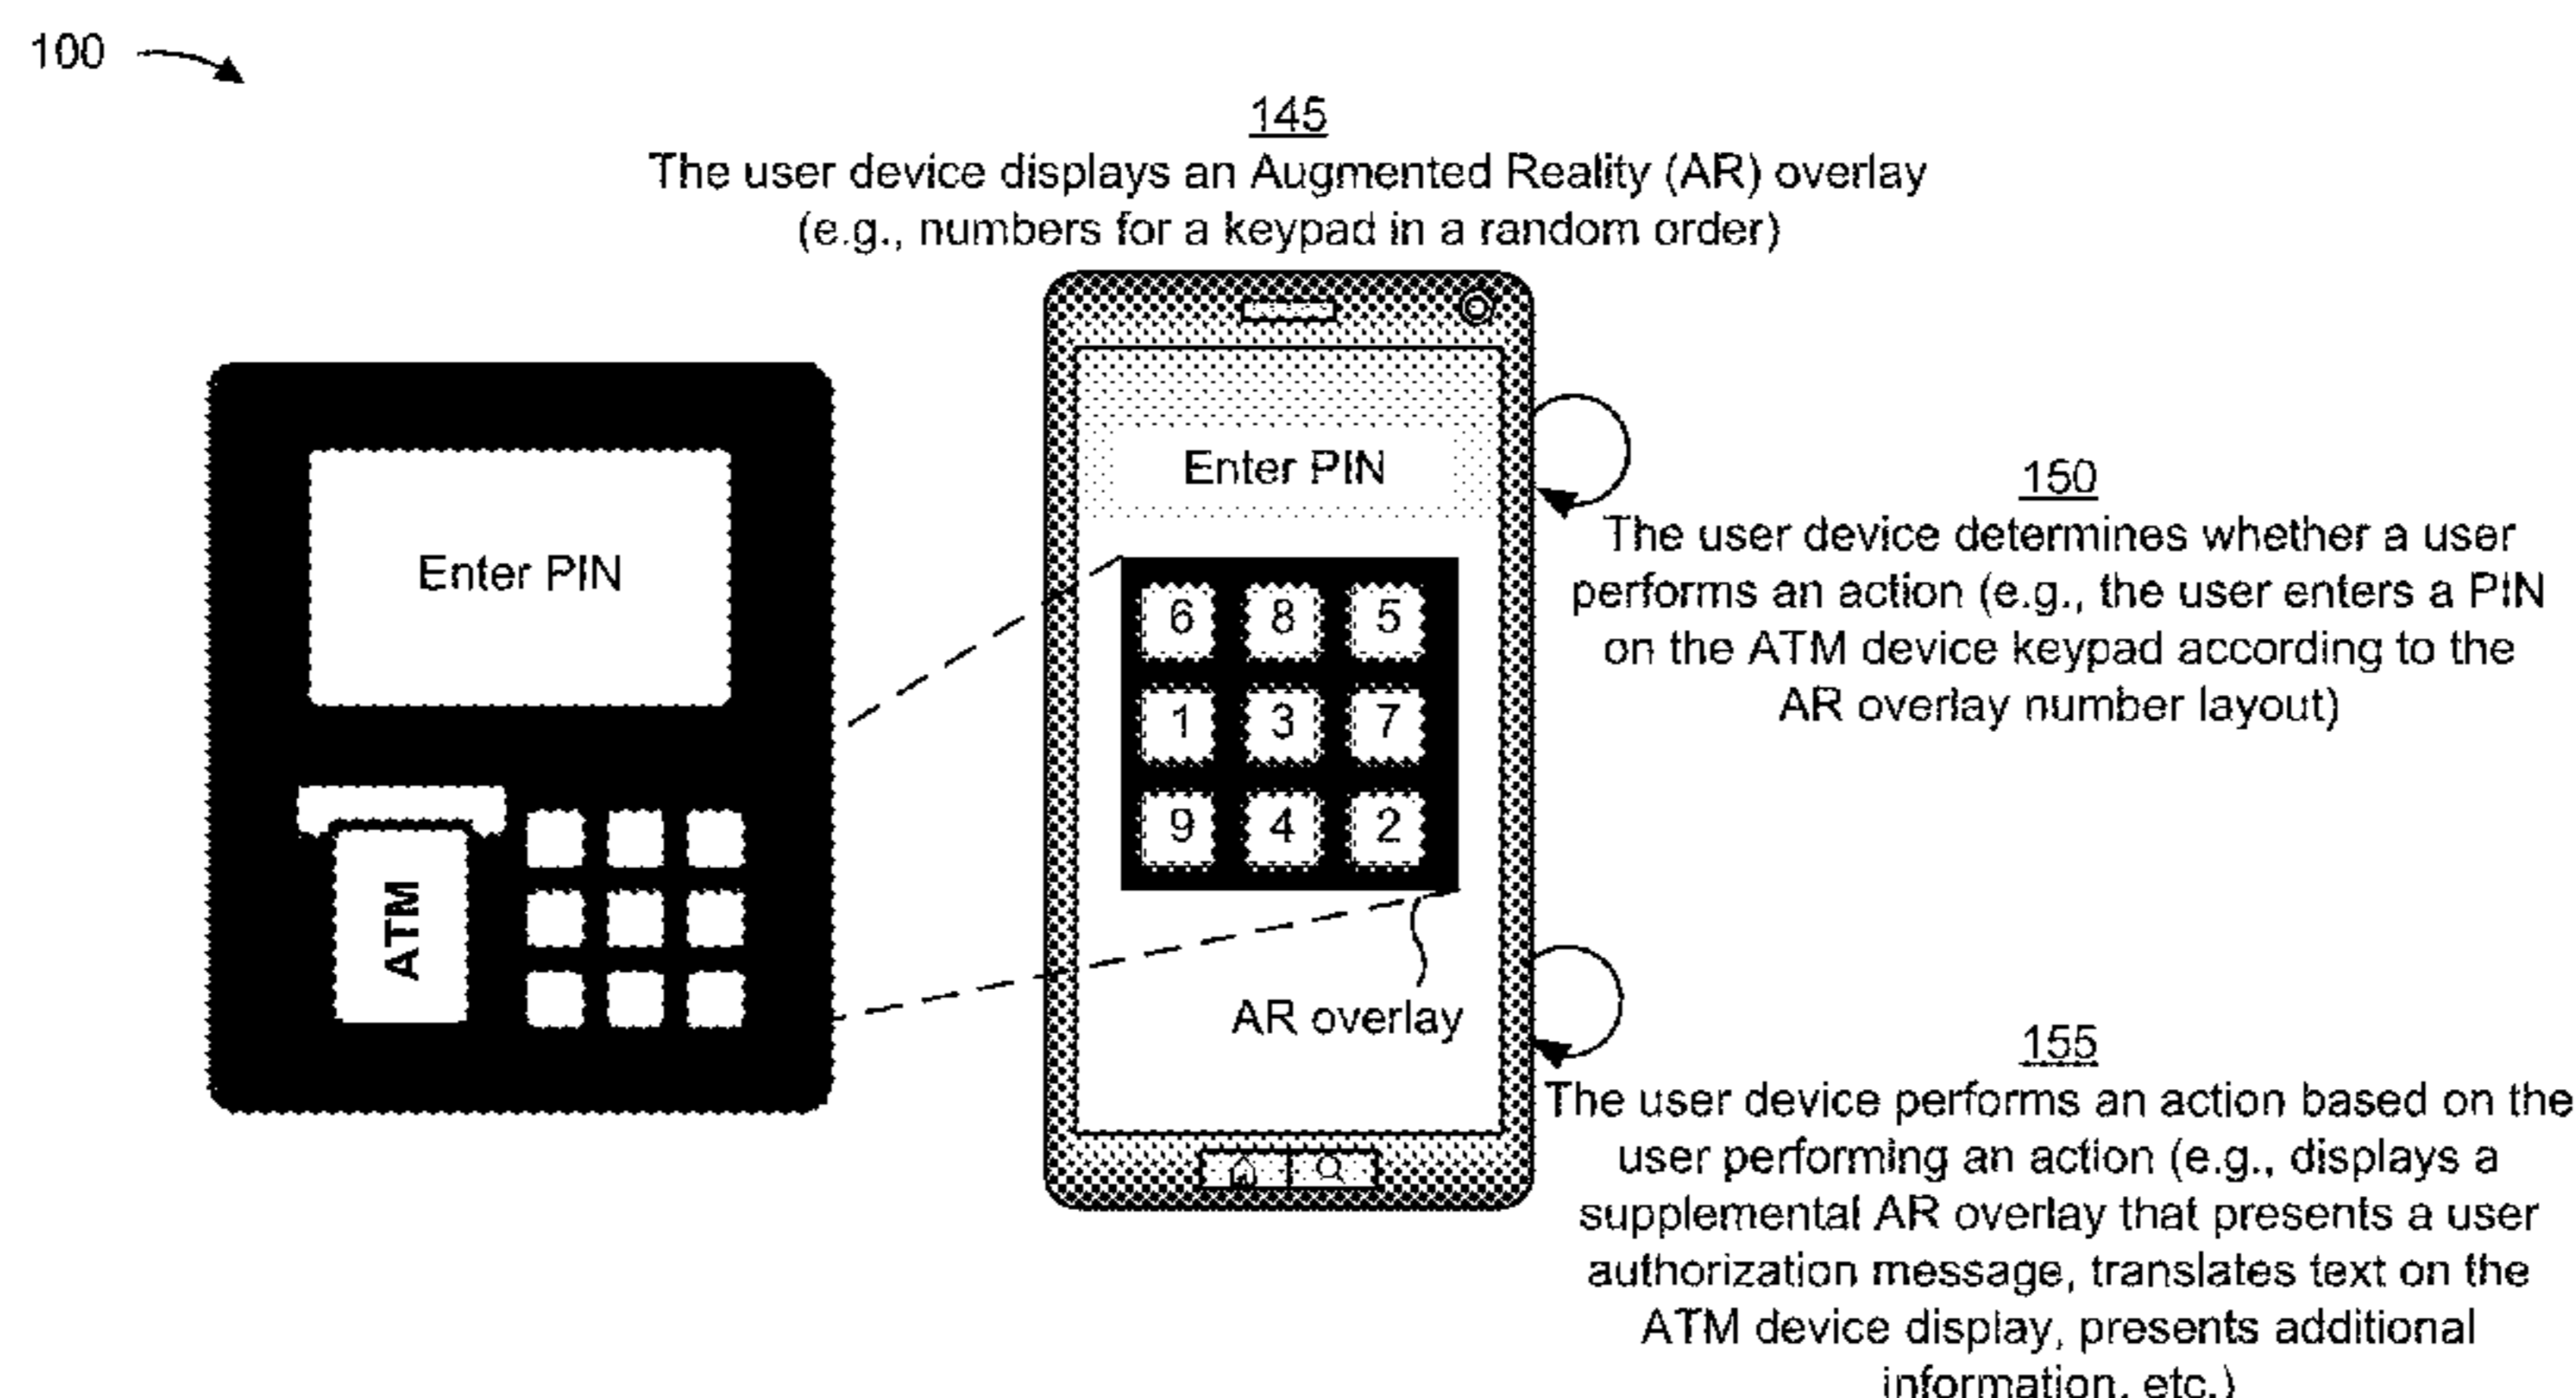 100
145
The user device displays an Augmented Reality (AR) overlay
(e.g., numbers for a keypad in a random order)
Enter PIN
ATM
Enter PIN
6 8 5
1 3 7
9 4 2
AR overlay
150
The user device determines whether a user
performs an action (e.g., the user enters a PIN
on the ATM device keypad according to the
AR overlay number layout)
155
The user device performs an action based on the
user performing an action (e.g., displays a
supplemental AR overlay that presents a user
authorization message, translates text on the
ATM device display, presents additional
information, etc.)